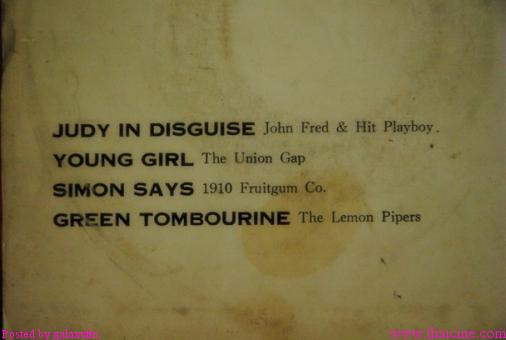 JUDY IN DISGUISE John Fred & Hit Playboy.
YOUNG GIRL The Union Gap
SIMON SAYS 1910 Fruitgum Co.
GREEN TOMBOURINE The Lemon Pipers
Posted by
www.thaicine.com